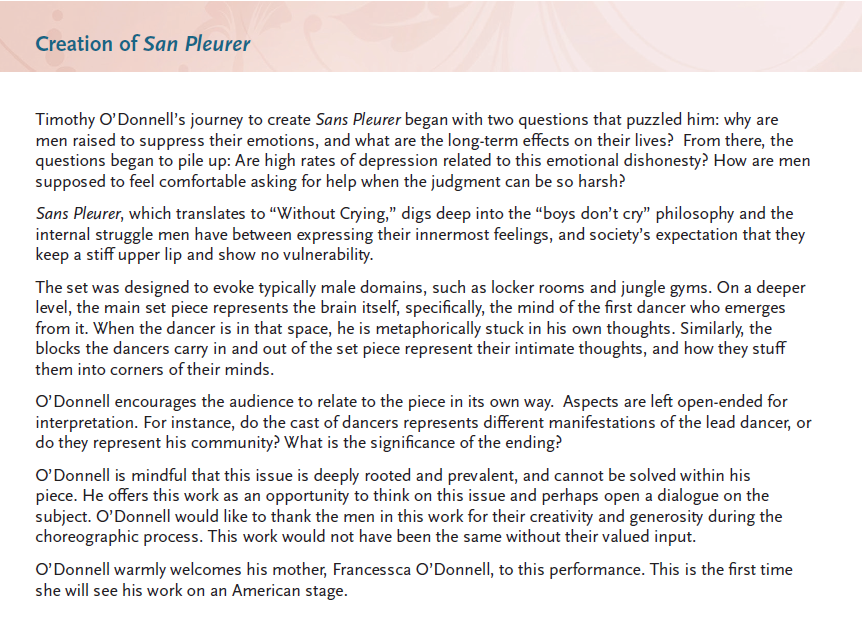 Creation of San Pleurer
Timothy O’Donnell’s journey to create Sans Pleurer began with two questions that puzzled him: why are
men raised to suppress their emotions, and what are the long-term effects on their lives?  From there, the
questions began to pile up: Are high rates of depression related to this emotional dishonesty? How are men
supposed to feel comfortable asking for help when the judgment can be so harsh?
Sans Pleurer, which translates to “Without Crying,” digs deep into the “boys don’t cry” philosophy and the
internal struggle men have between expressing their innermost feelings, and society’s expectation that they
keep a stiff upper lip and show no vulnerability.
The set was designed to evoke typically male domains, such as locker rooms and jungle gyms. On a deeper
level, the main set piece represents the brain itself, specifically, the mind of the first dancer who emerges
from it. When the dancer is in that space, he is metaphorically stuck in his own thoughts. Similarly, the
blocks the dancers carry in and out of the set piece represent their intimate thoughts, and how they stuff
them into corners of their minds.
O’Donnell encourages the audience to relate to the piece in its own way.  Aspects are left open-ended for
interpretation. For instance, do the cast of dancers represents different manifestations of the lead dancer, or
do they represent his community? What is the significance of the ending?
O’Donnell is mindful that this issue is deeply rooted and prevalent, and cannot be solved within his
piece. He offers this work as an opportunity to think on this issue and perhaps open a dialogue on the
subject. O’Donnell would like to thank the men in this work for their creativity and generosity during the
choreographic process. This work would not have been the same without their valued input.
O’Donnell warmly welcomes his mother, Francessca O’Donnell, to this performance. This is the first time
she will see his work on an American stage.